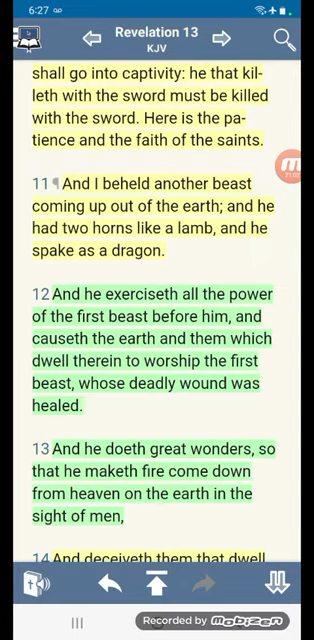 6:27
Revelation 13
KJV
shall go into captivity: he that kil-
leth with the sword must be killed
with the sword. Here is the pa-
tience and the faith of the saints.
11 ¶ And I beheld another beast
coming up out of the earth; and he
had two horns like a lamb, and he
spake as a dragon.
12 And he exerciseth all the power
of the first beast before him, and
causeth the earth and them which
dwell therein to worship the first
beast, whose deadly wound was
healed.
13 And he doeth great wonders, so
that he maketh fire come down
from heaven on the earth in the
sight of men,
14 And deceiveth them that dwell
Recorded by Mobizen